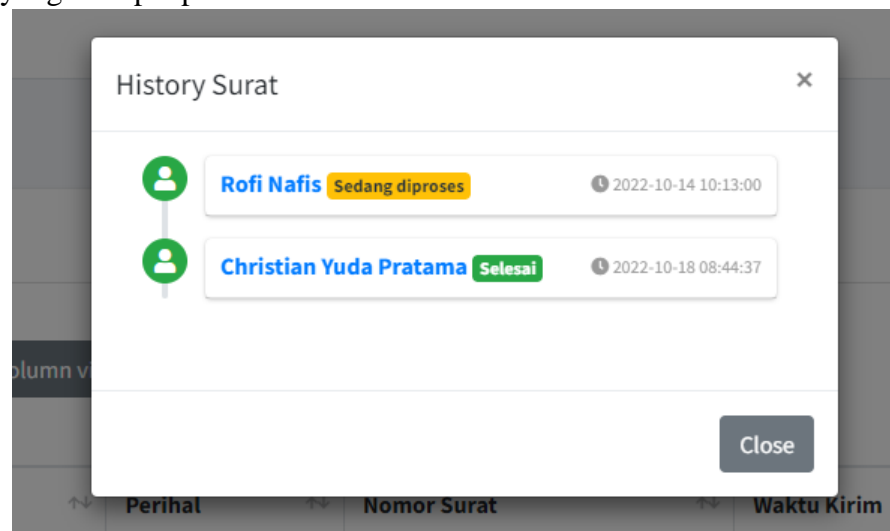 History Surat ×
Rofi Nafis Sedang diproses 2022-10-14 10:13:00
Christian Yuda Pratama Selesai 2022-10-18 08:44:37
Close
Perihal Nomor Surat Waktu Kirim